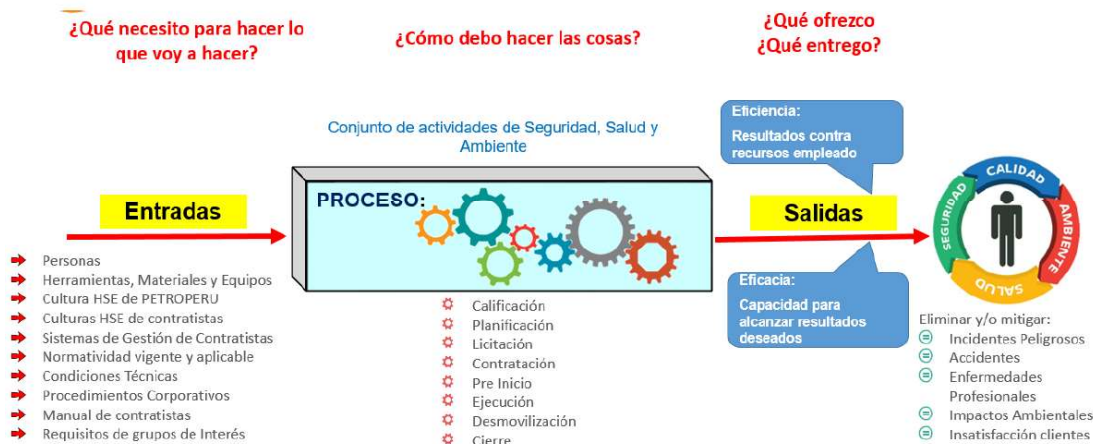 ¿Qué necesito para hacer lo
que voy a hacer?
¿Cómo debo hacer las cosas?
¿Qué ofrezco
¿Qué entrego?
Conjunto de actividades de Seguridad, Salud y
Ambiente
Eficiencia:
Resultados contra
recursos empleado
Entradas
PROCESO:
Salidas
CALIDAD
AMBIENTE
SALUD
SEGURIDAD
Personas
Herramientas, Materiales y Equipos
Cultura HSE de PETROPERU
Culturas HSE de contratistas
Sistemas de Gestión de Contratistas
Normatividad vigente y aplicable
Condiciones Técnicas
Procedimientos Corporativos
Manual de contratistas
Requisitos de grupos de Interés
Calificación
Planificación
Licitación
Contratación
Pre Inicio
Ejecución
Desmovilización
Cierre
Eficacia:
Capacidad para
alcanzar resultados
deseados
Eliminar y/o mitigar:
Incidentes Peligrosos
Accidentes
Enfermedades
Profesionales
Impactos Ambientales
Insatisfacción clientes